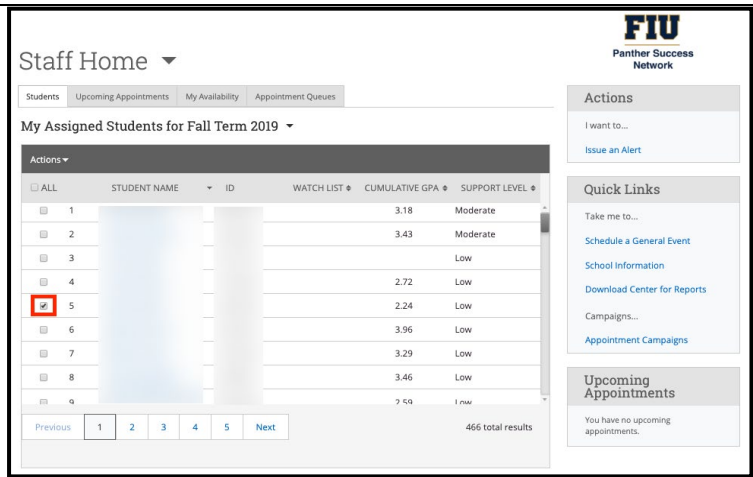 FIU
Panther Success
Network
Staff Home
Students Upcoming Appointments My Availability Appointment Queues
My Assigned Students for Fall Term 2019
Actions
ALL STUDENT NAME ID WATCH LIST CUMULATIVE GPA SUPPORT LEVEL
1 3.18 Moderate
2 3.43 Moderate
3 Low
4 2.72 Low
5 2.24 Low
6 3.96 Low
7 3.29 Low
8 3.46 Low
9 2.59 Low
Previous 1 2 3 4 5 Next 466 total results
Actions
I want to...
Issue an Alert
Quick Links
Take me to...
Schedule a General Event
School Information
Download Center for Reports
Campaigns...
Appointment Campaigns
Upcoming
Appointments
You have no upcoming
appointments.